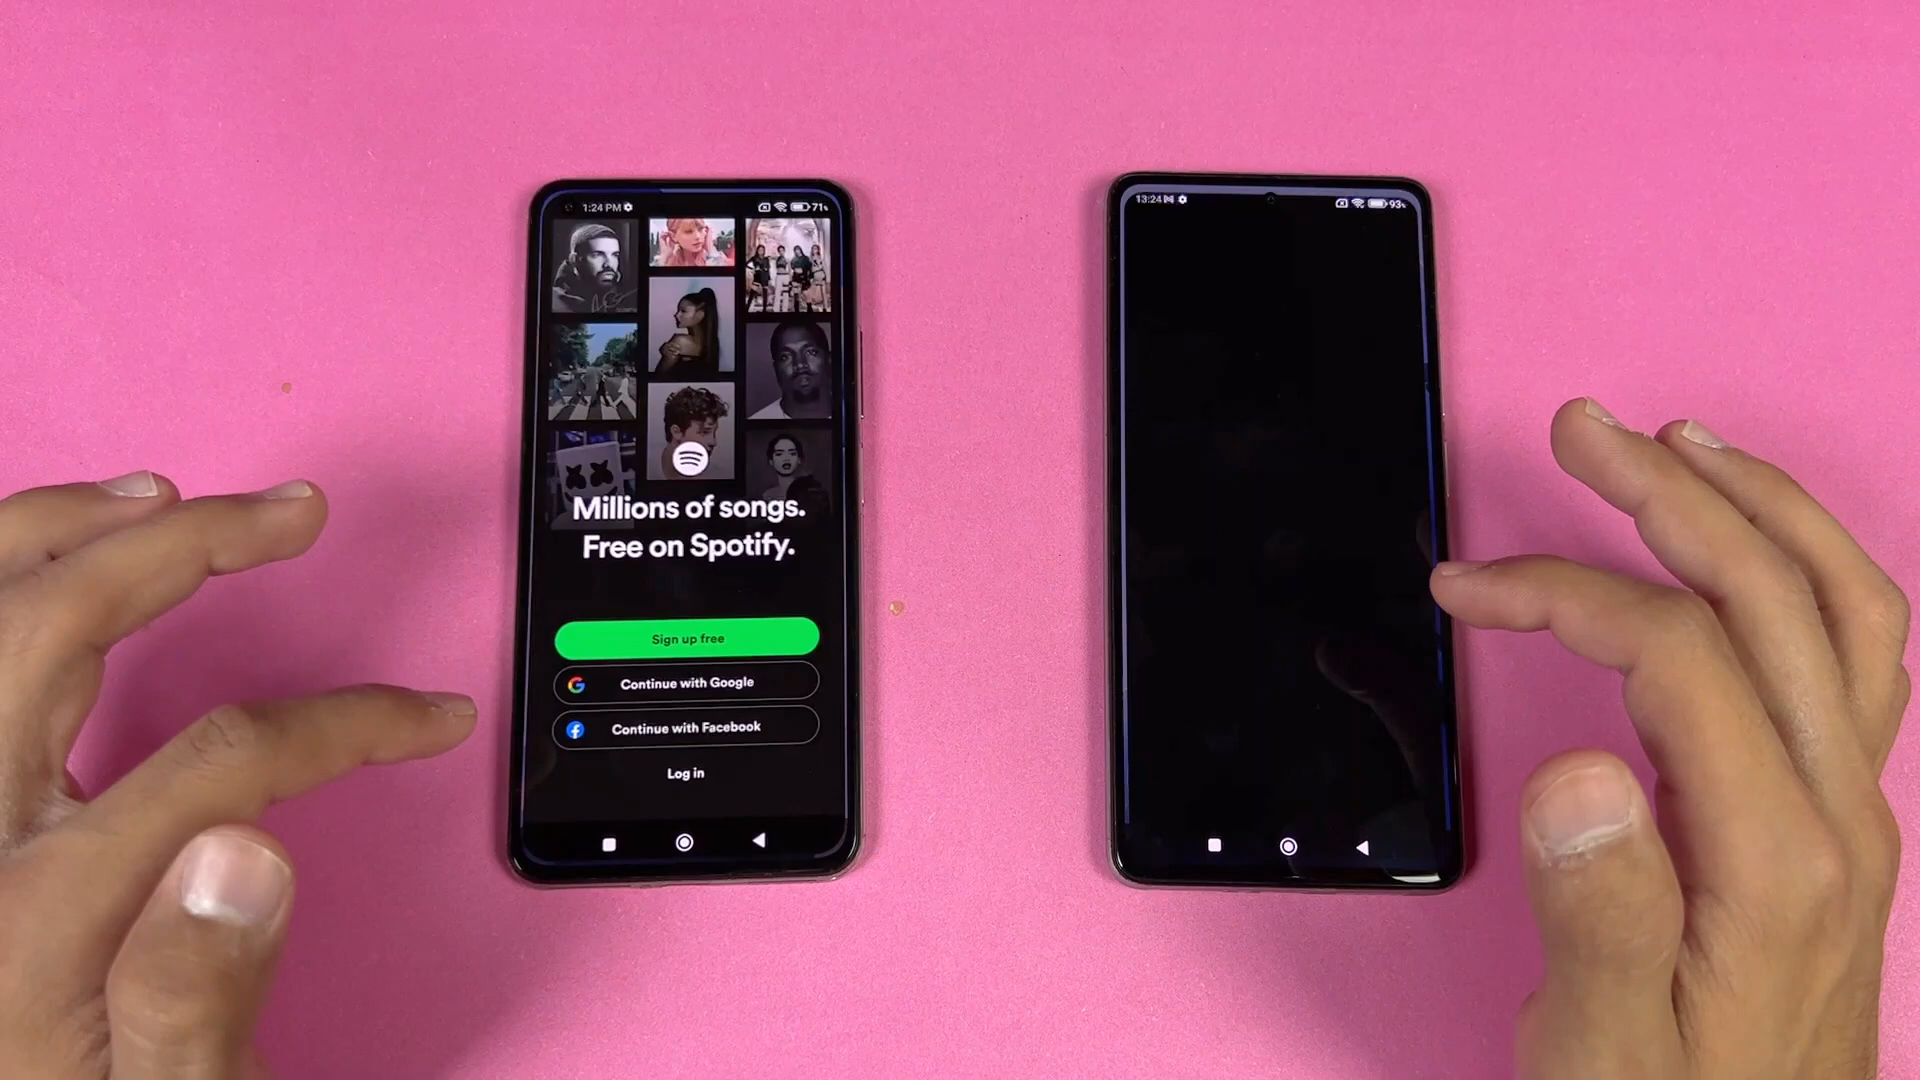 1:24 PM
71%
Millions of songs.
Free on Spotify.
Sign up free
Continue with Google
Continue with Facebook
Log in
13:24
93%